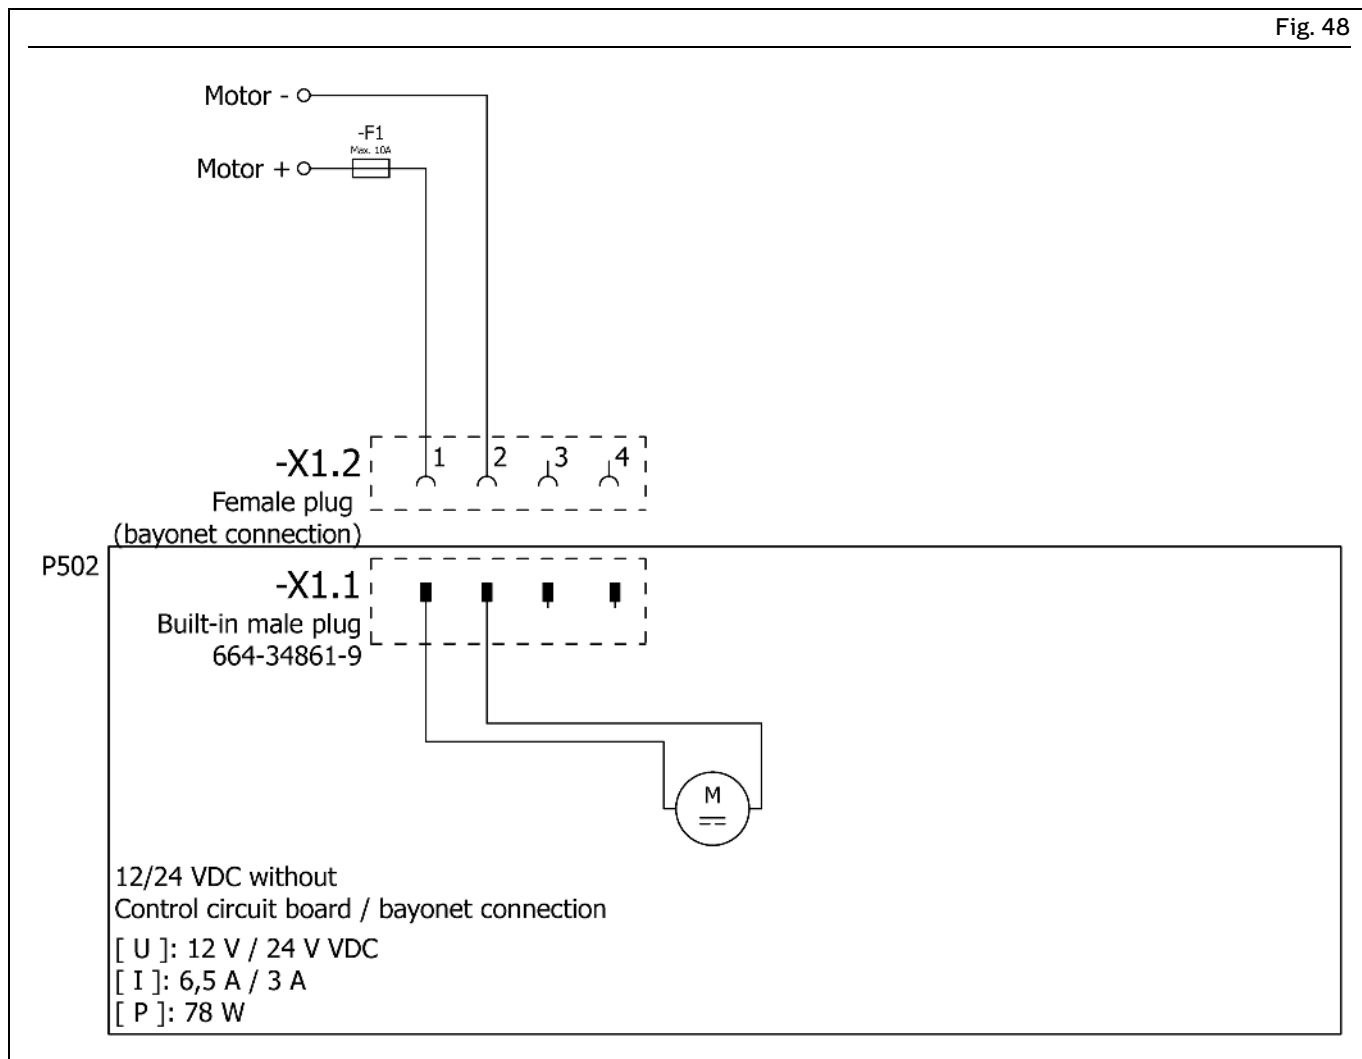 Fig. 48
Motor -
-F1
Max. 10A
Motor +
-X1.2
1 2 3 4
Female plug
(bayonet connection)
P502
-X1.1
Built-in male plug
664-34861-9
M
12/24 VDC without
Control circuit board / bayonet connection
[ U ]: 12 V / 24 V VDC
[ I ]: 6,5 A / 3 A
[ P ]: 78 W